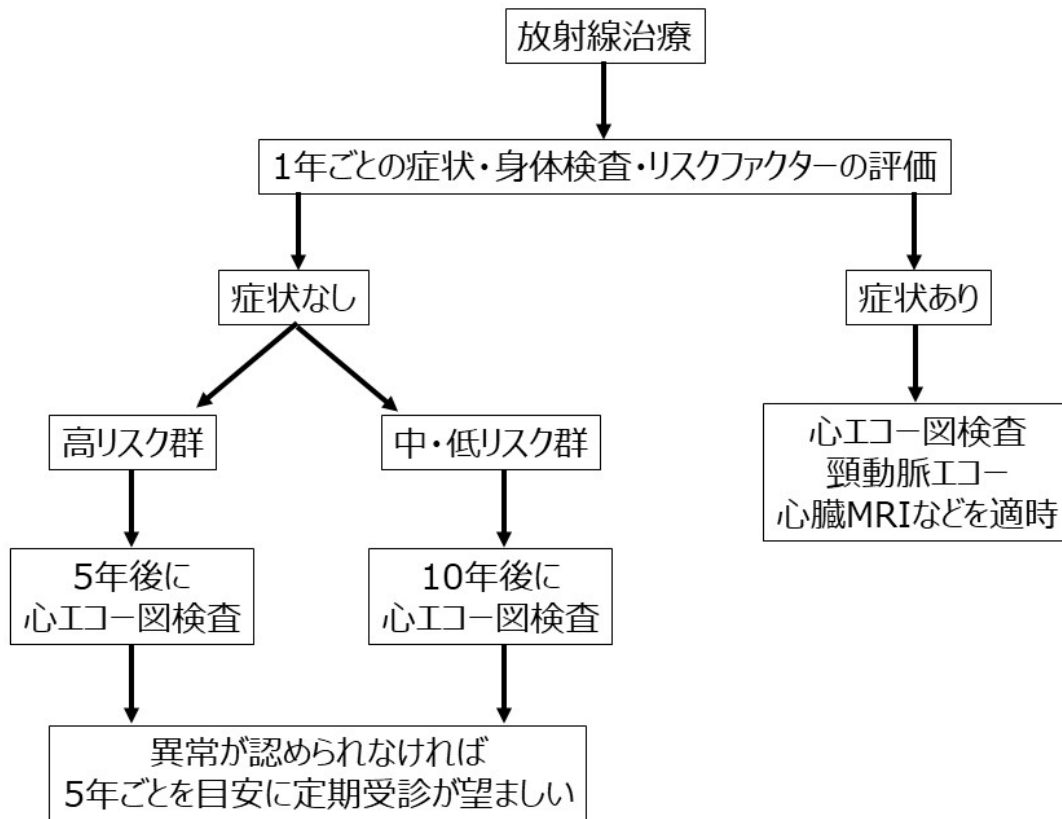 放射線治療
1年ごとの症状・身体検査・リスクファクターの評価
症状なし
症状あり
高リスク群
中・低リスク群
心エコー図検査
頸動脈エコー
心臓MRIなどを適時
5年後に
心エコー図検査
10年後に
心エコー図検査
異常が認められなければ
5年ごとを目安に定期受診が望ましい